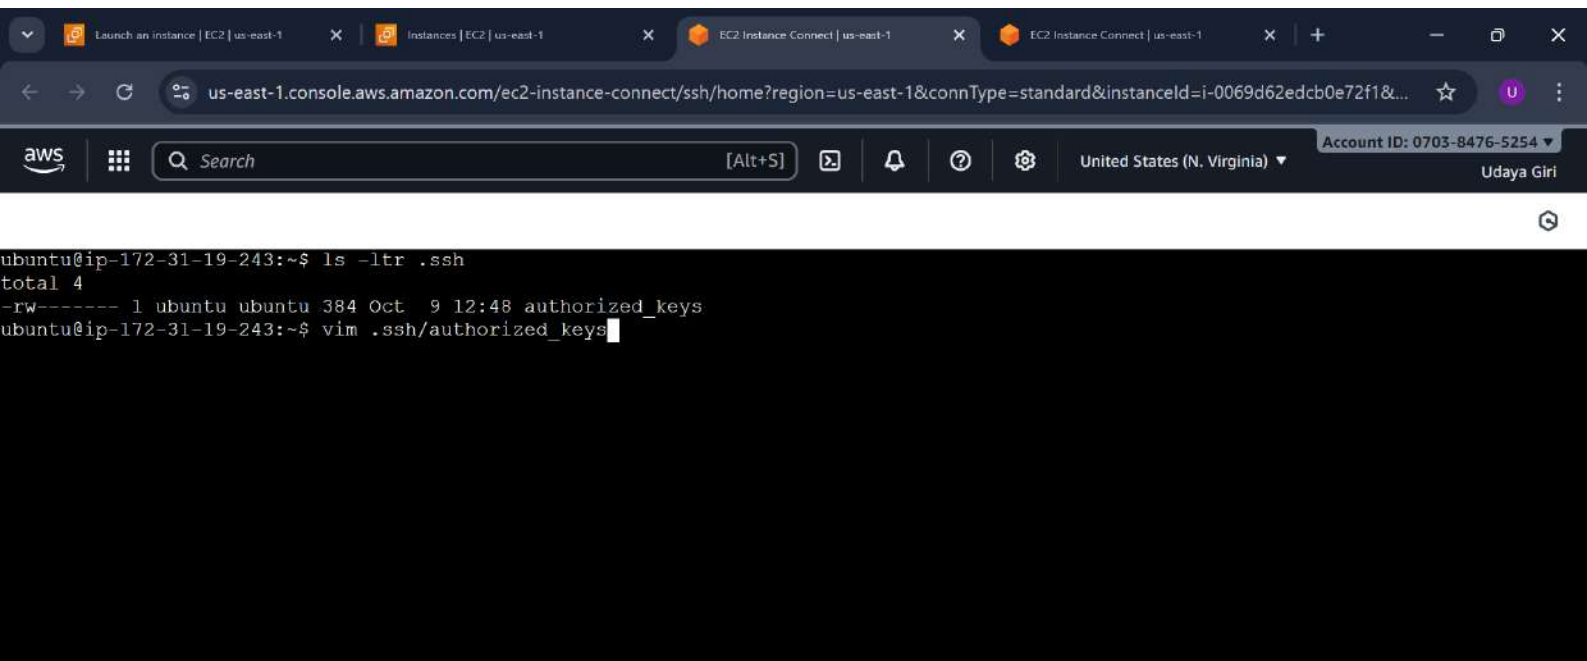 Launch an instance | EC2 | us-east-1
Instances | EC2 | us-east-1
EC2 Instance Connect | us-east-1
EC2 Instance Connect | us-east-1
us-east-1.console.aws.amazon.com/ec2-instance-connect/ssh/home?region=us-east-1&connType=standard&instanceId=i-0069d62edcb0e72f1&...
U
aws
Search
[Alt+S]
United States (N. Virginia)
Account ID: 0703-8476-5254
Udaya Giri
ubuntu@ip-172-31-19-243:~$ ls -ltr .ssh
total 4
-rw------- 1 ubuntu ubuntu 384 Oct  9 12:48 authorized_keys
ubuntu@ip-172-31-19-243:~$ vim .ssh/authorized_keys